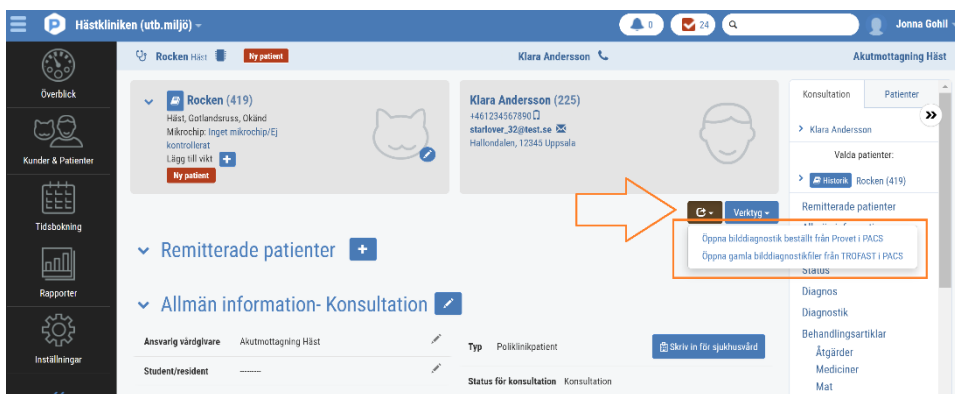 Hästkliniken (utb.miljö)
0
24
Jonna Gohil
Rocken Häst
Ny patient
Klara Andersson
Akutmottagning Häst
Överblick
Kunder & Patienter
Tidsbokning
Rapporter
Inställningar
Rocken (419)
Häst, Gotlandsruss, Okänd
Mikrochip: Inget mikrochip/Ej
kontrollerat
Lägg till vikt +
Ny patient
Klara Andersson (225)
+461234567890
starlover_32@test.se
Hallondalen, 12345 Uppsala
Verktyg
Öppna bilddiagnostik beställt från Provet i PACS
Öppna gamla bilddiagnostikfiler från TROFAST i PACS
Remitterade patienter +
Allmän information- Konsultation
Ansvarig vårdgivare Akutmottagning Häst
Student/resident --------
Typ Poliklinikpatient
Skriv in för sjukhusvård
Status för konsultation Konsultation
Konsultation Patienter
Klara Andersson
Valda patienter:
Historik Rocken (419)
Remitterade patienter
Status
Diagnos
Diagnostik
Behandlingsartiklar
Åtgärder
Mediciner
Mat